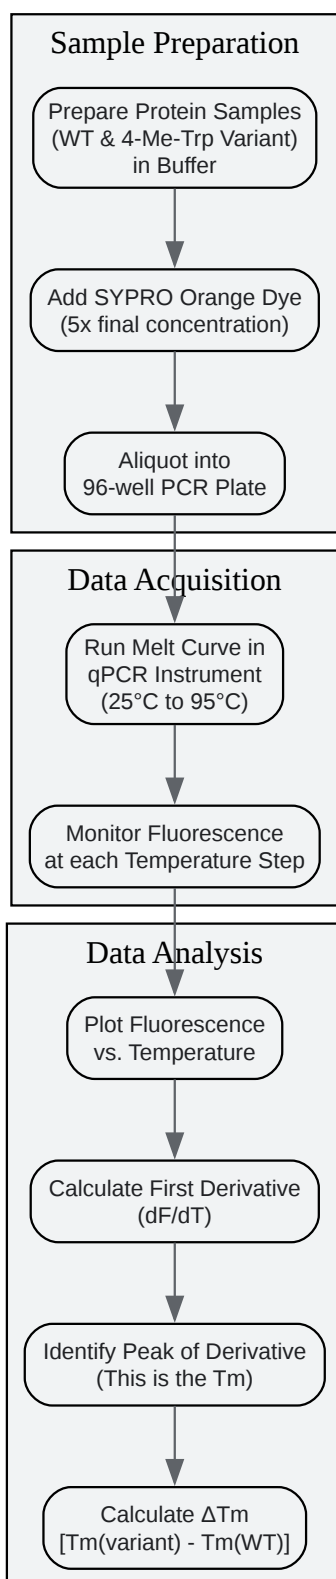 Sample Preparation
Prepare Protein Samples
(WT & 4-Me-Trp Variant)
in Buffer
Add SYPRO Orange Dye
(5x final concentration)
Aliquot into
96-well PCR Plate
Data Acquisition
Run Melt Curve in
qPCR Instrument
(25°C to 95°C)
Monitor Fluorescence
at each Temperature Step
Data Analysis
Plot Fluorescence
vs. Temperature
Calculate First Derivative
(dF/dT)
Identify Peak of Derivative
(This is the Tm)
Calculate ΔTm
[Tm(variant) - Tm(WT)]